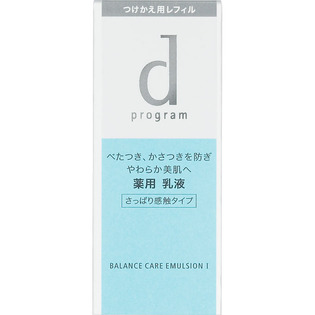 つけかえ用レフィル
d
program
べたつき、かさつきを防ぎ
やわらか美肌へ
薬用 乳液
さっぱり感触タイプ
BALANCE CARE EMULSION I